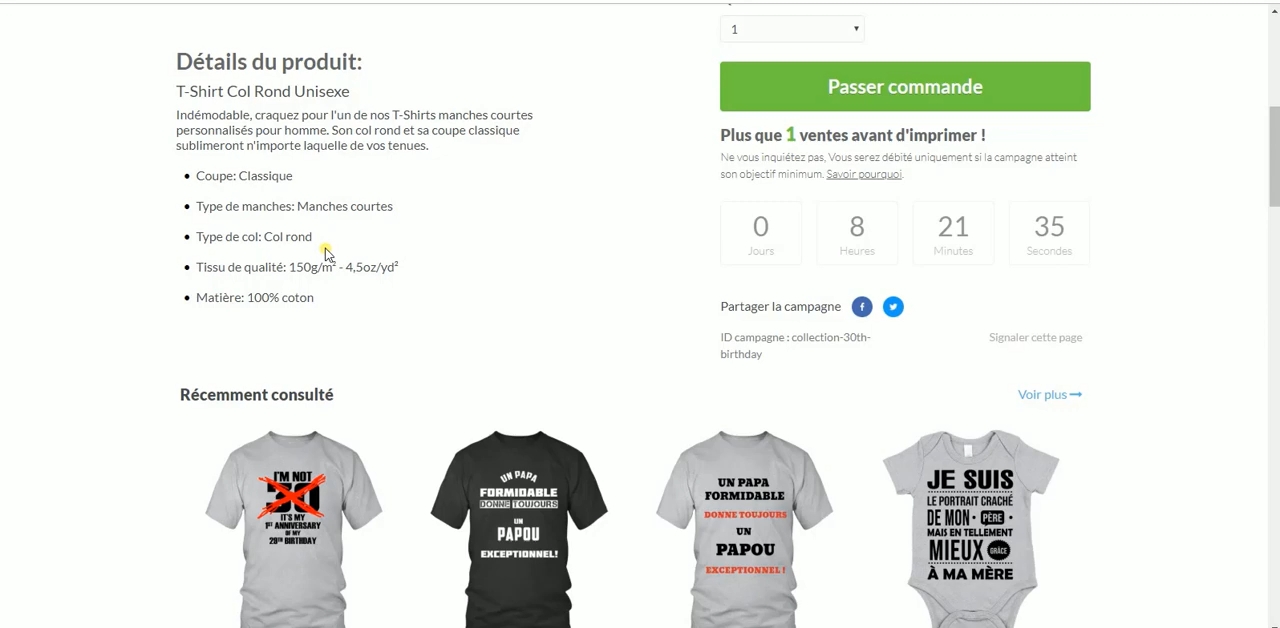 1
Détails du produit:
T-Shirt Col Rond Unisexe
Indémodable, craquez pour l'un de nos T-Shirts manches courtes
personnalisés pour homme. Son col rond et sa coupe classique
sublimeront n'importe laquelle de vos tenues.
Coupe: Classique
Type de manches: Manches courtes
Type de col: Col rond
Tissu de qualité: 150g/m² - 4,5oz/yd²
Matière: 100% coton
Passer commande
Plus que 1 ventes avant d'imprimer !
Ne vous inquiétez pas, Vous serez débité uniquement si la campagne atteint
son objectif minimum. Savoir pourquoi.
0 8 21 35
Jours Heures Minutes Secondes
Partager la campagne
ID campagne : collection-30th-
birthday
Signaler cette page
Récemment consulté
Voir plus
I'M NOT
30
IT'S MY
1ST ANNIVERSARY
OF MY
29TH BIRTHDAY
UN PAPA
FORMIDABLE
DONNE TOUJOURS
UN
PAPOU
EXCEPTIONNEL!
UN PAPA
FORMIDABLE
DONNE TOUJOURS
UN
PAPOU
EXCEPTIONNEL !
JE SUIS
LE PORTRAIT CRACHÉ
DE MON PÈRE
MAIS EN TELLEMENT
MIEUX GRÂCE
À MA MÈRE